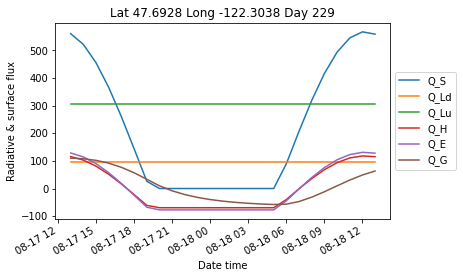 Lat 47.6928 Long -122.3038 Day 229
Radiative & surface flux
500
400
300
200
100
0
−100
08-17 12
08-17 15
08-17 18
08-17 21
08-18 00
08-18 03
08-18 06
08-18 09
08-18 12
Date time
Q_S
Q_Ld
Q_Lu
Q_H
Q_E
Q_G